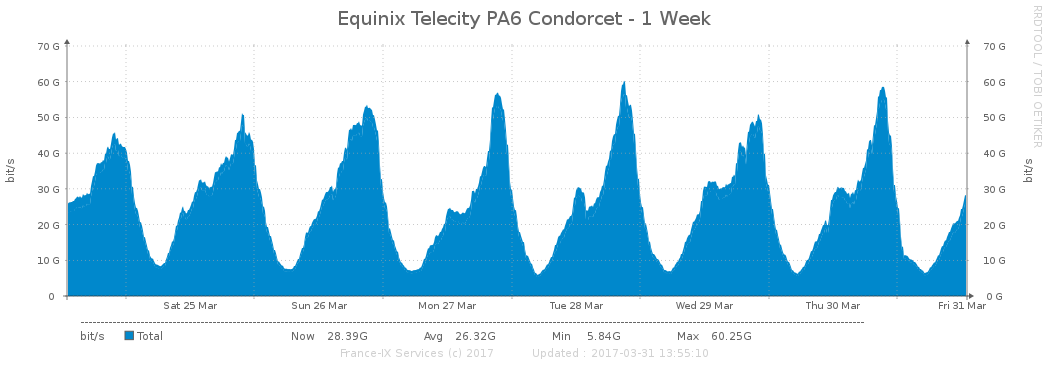 Equinix Telecity PA6 Condorcet - 1 Week
RRDTOOL / TOBI OETIKER
70 G 70 G
60 G 60 G
50 G 50 G
40 G 40 G
30 G 30 G
20 G 20 G
10 G 10 G
0 0 G
bit/s
bit/s
Sat 25 Mar Sun 26 Mar Mon 27 Mar Tue 28 Mar Wed 29 Mar Thu 30 Mar Fri 31 Mar
bit/s Total Now 28.39G Avg 26.32G Min 5.84G Max 60.25G
France-IX Services (c) 2017 Updated : 2017-03-31 13:55:10